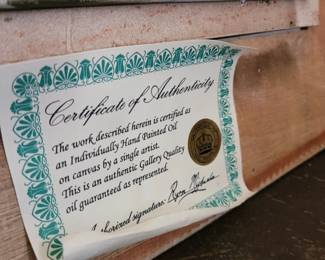 Certificate of Authenticity
The work described herein is certified as
an Individually Hand Painted Oil
on canvas by a single artist.
This is an authentic Gallery Quality
oil guaranteed as represented.
Authorized signature: